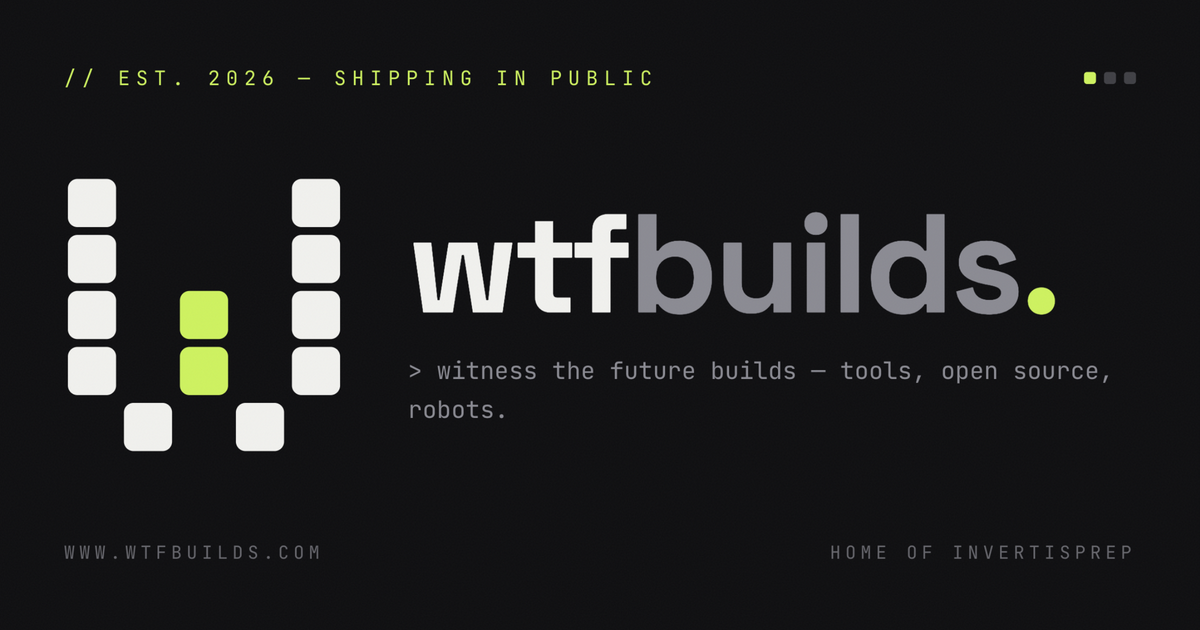 // EST. 2026 — SHIPPING IN PUBLIC
wtfbuilds.
> witness the future builds — tools, open source,
robots.
WWW.WTFBUILDS.COM
HOME OF INVERTISPREP